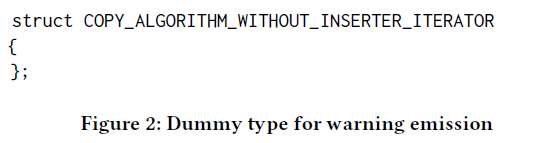 struct COPY_ALGORITHM_WITHOUT_INSERTER_ITERATOR
{
};
Figure 2: Dummy type for warning emission